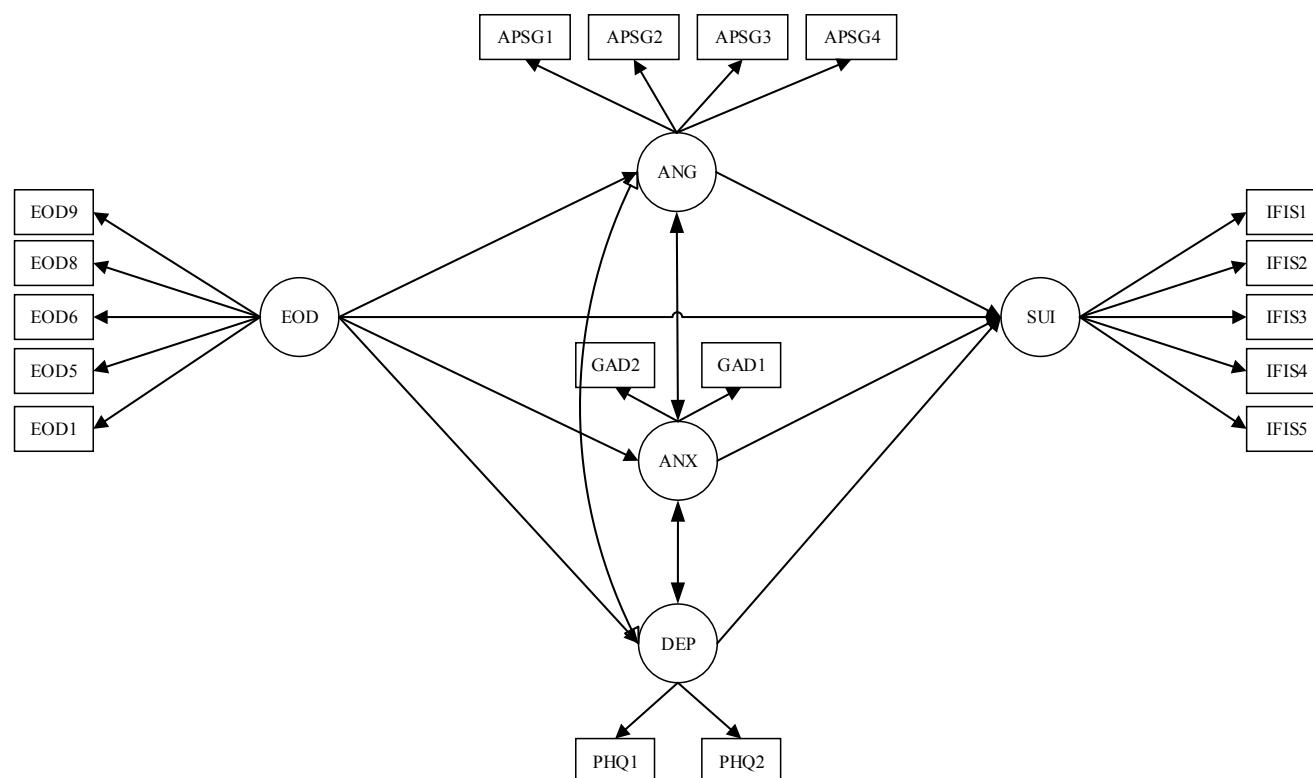 APSG1
APSG2
APSG3
APSG4
ANG
EOD9
EOD8
EOD6
EOD5
EOD1
EOD
GAD2
GAD1
ANX
SUI
IFIS1
IFIS2
IFIS3
IFIS4
IFIS5
DEP
PHQ1
PHQ2